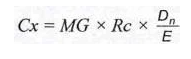 Cx = MG × Rc × Dn/E